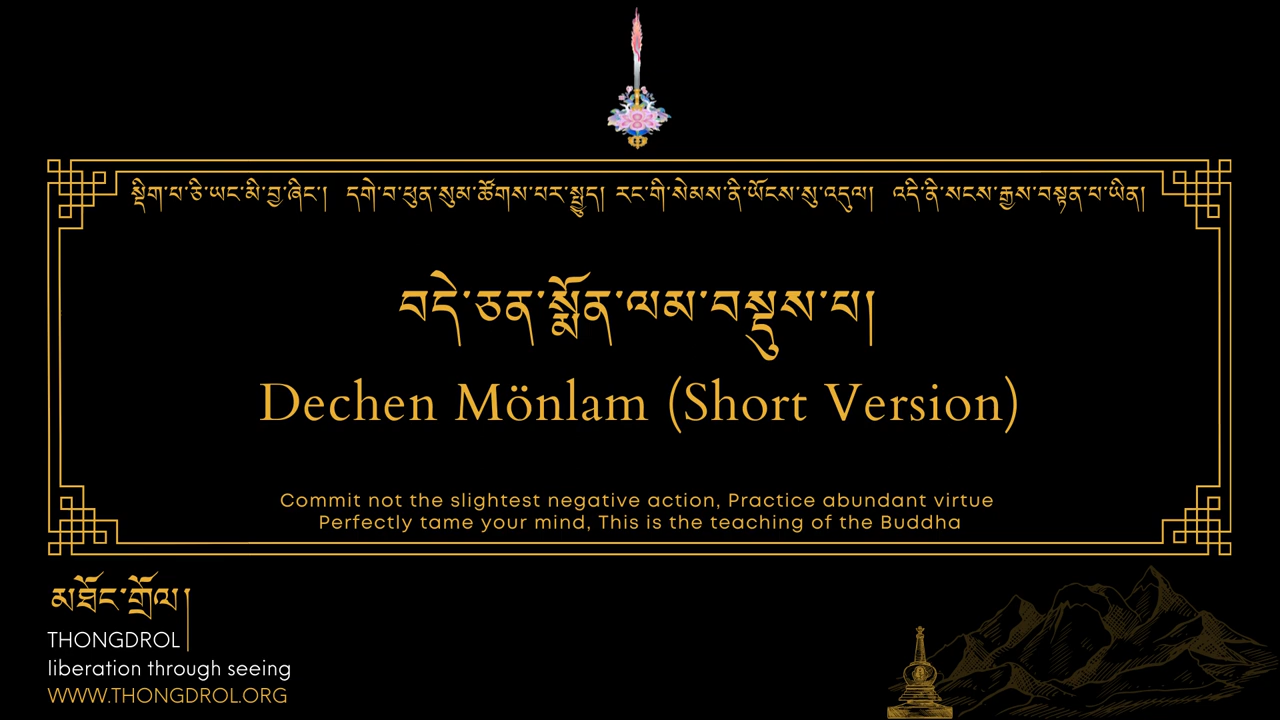 སྡིག་པ་ཅི་ཡང་མི་བྱ་ཞིང་། དགེ་བ་ཕུན་སུམ་ཚོགས་པར་སྤྱད། རང་གི་སེམས་ནི་ཡོངས་སུ་འདུལ། འདི་ནི་སངས་རྒྱས་བསྟན་པ་ཡིན།
བདེ་ཅན་སྨོན་ལམ་བསྡུས་པ།
Dechen Mönlam (Short Version)
Commit not the slightest negative action, Practice abundant virtue
Perfectly tame your mind, This is the teaching of the Buddha
མཐོང་གྲོལ།
THONGDROL
liberation through seeing
WWW.THONGDROL.ORG